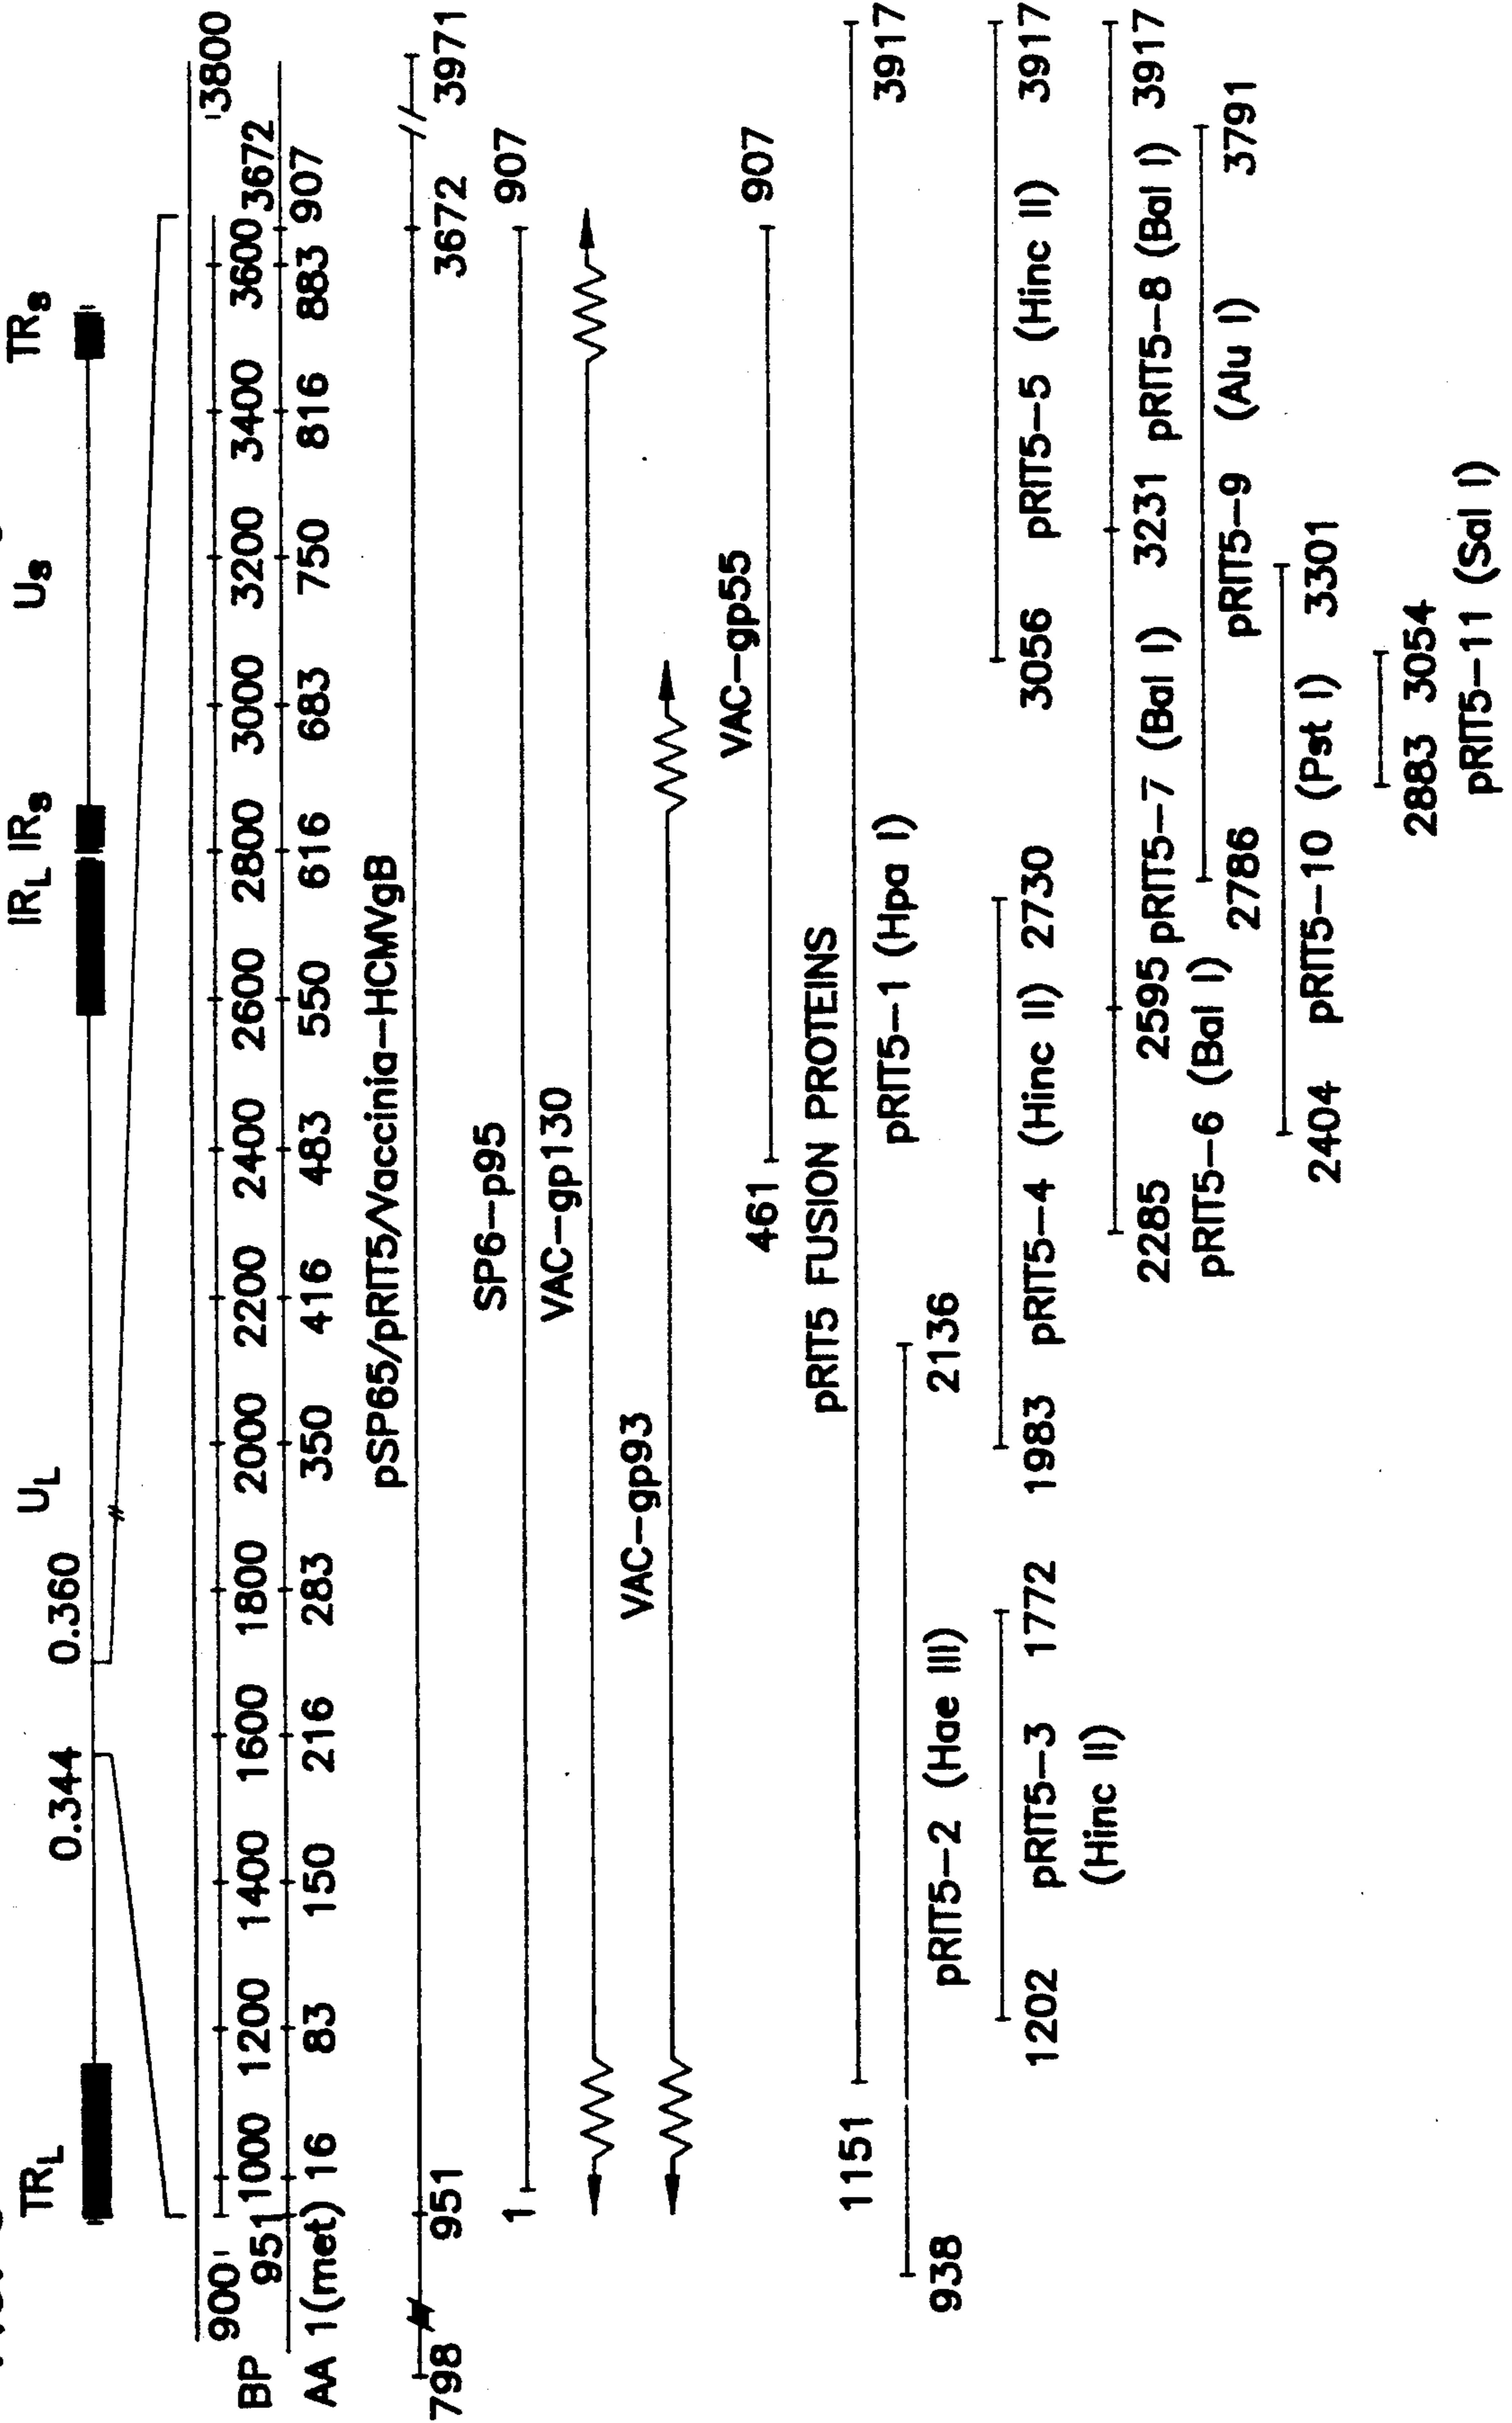 TRL UL IRL IRS US TRS
0.344 0.360
900 3800
BP 951 1000 1200 1400 1600 1800 2000 2200 2400 2600 2800 3000 3200 3400 3600 3672
AA 1(met) 16 83 150 216 283 350 416 483 550 616 683 750 816 883 907
pSP65/pRIT5/Vaccinia-HCMVgB
798 951 3672 3971
SP6-p95
1 907
VAC-gp130
VAC-gp93
VAC-gp55
461 907
pRIT5 FUSION PROTEINS
1151 pRIT5-1 (Hpa I) 3917
938 pRIT5-2 (Hae III) 2136
1202 pRIT5-3 1772 1983 pRIT5-4 (Hinc II) 2730 3056 pRIT5-5 (Hinc II) 3917
(Hinc II)
2285 2595 pRIT5-7 (Bal I) 3231 pRIT5-8 (Bal I) 3917
pRIT5-6 (Bal I) 2786 pRIT5-9 (Alu I) 3791
2404 pRIT5-10 (Pst I) 3301
2883 3054
pRIT5-11 (Sal I)